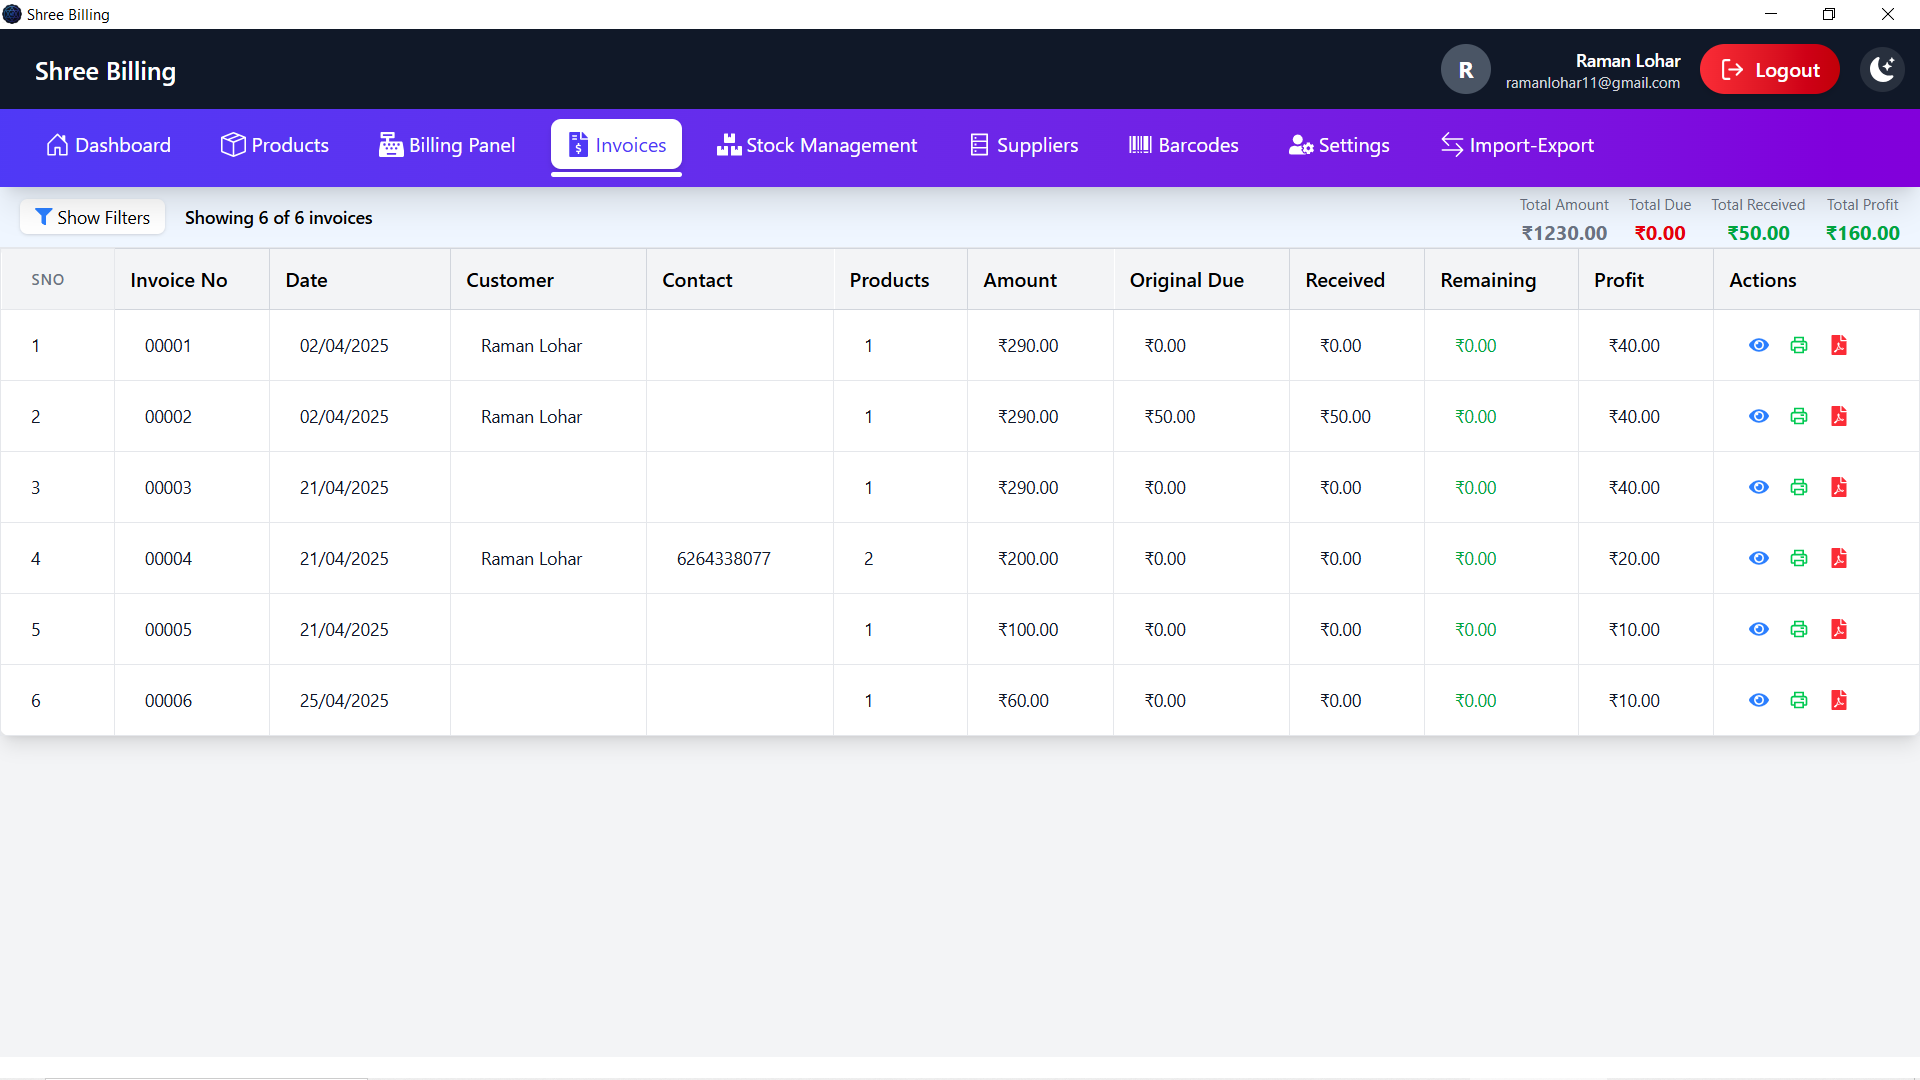 Shree Billing
Shree Billing
R
Raman Lohar
ramanlohar11@gmail.com
Logout
Dashboard Products Billing Panel Invoices Stock Management Suppliers Barcodes Settings Import-Export
Show Filters Showing 6 of 6 invoices
Total Amount Total Due Total Received Total Profit
₹1230.00 ₹0.00 ₹50.00 ₹160.00
SNO Invoice No Date Customer Contact Products Amount Original Due Received Remaining Profit Actions
1 00001 02/04/2025 Raman Lohar 1 ₹290.00 ₹0.00 ₹0.00 ₹0.00 ₹40.00
2 00002 02/04/2025 Raman Lohar 1 ₹290.00 ₹50.00 ₹50.00 ₹0.00 ₹40.00
3 00003 21/04/2025 1 ₹290.00 ₹0.00 ₹0.00 ₹0.00 ₹40.00
4 00004 21/04/2025 Raman Lohar 6264338077 2 ₹200.00 ₹0.00 ₹0.00 ₹0.00 ₹20.00
5 00005 21/04/2025 1 ₹100.00 ₹0.00 ₹0.00 ₹0.00 ₹10.00
6 00006 25/04/2025 1 ₹60.00 ₹0.00 ₹0.00 ₹0.00 ₹10.00